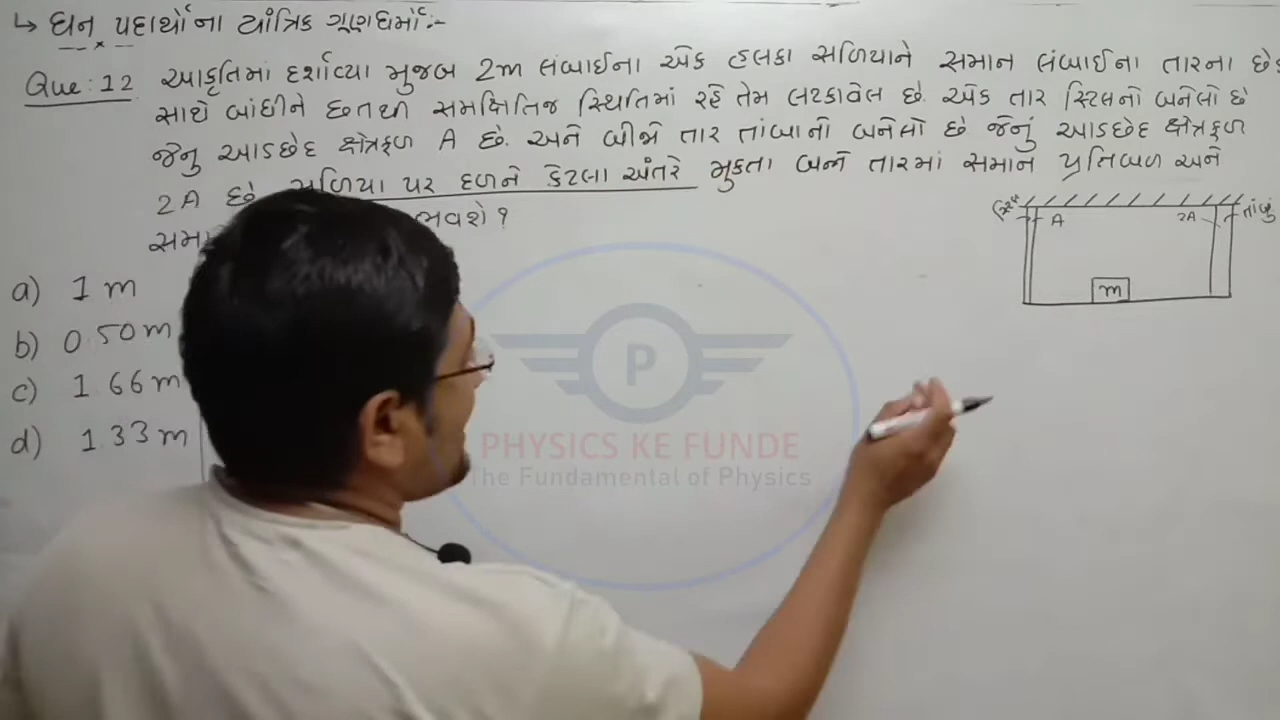 ↳ ઘન પદાર્થોના યાંત્રિક ગુણધર્મો:-
Que: 12 આકૃતિમાં દર્શાવ્યા મુજબ 2m લંબાઈના એક હલકા સળિયાને સમાન લંબાઈના તારના છેડ
સાથે બાંધીને છતથી સમક્ષિતિજ સ્થિતિમાં રહે તેમ લટકાવેલ છે. એક તાર સ્ટિલનો બનેલો છે
જેનુ આડછેદ ક્ષેત્રફળ A છે. અને બીજો તાર તાંબાનો બનેલો છે જેનું આડછેદ ક્ષેત્રફળ
2A છે. સળિયા પર દળને કેટલા અંતરે મુકતા બન્ને તારમાં સમાન પ્રતિબળ અને
ભવશે ?
A 2A તાંબું
m
a) 1 m
b) 0.50 m
c) 1.66 m
d) 1.33 m
P
PHYSICS KE FUNDE
The Fundamental of Physics